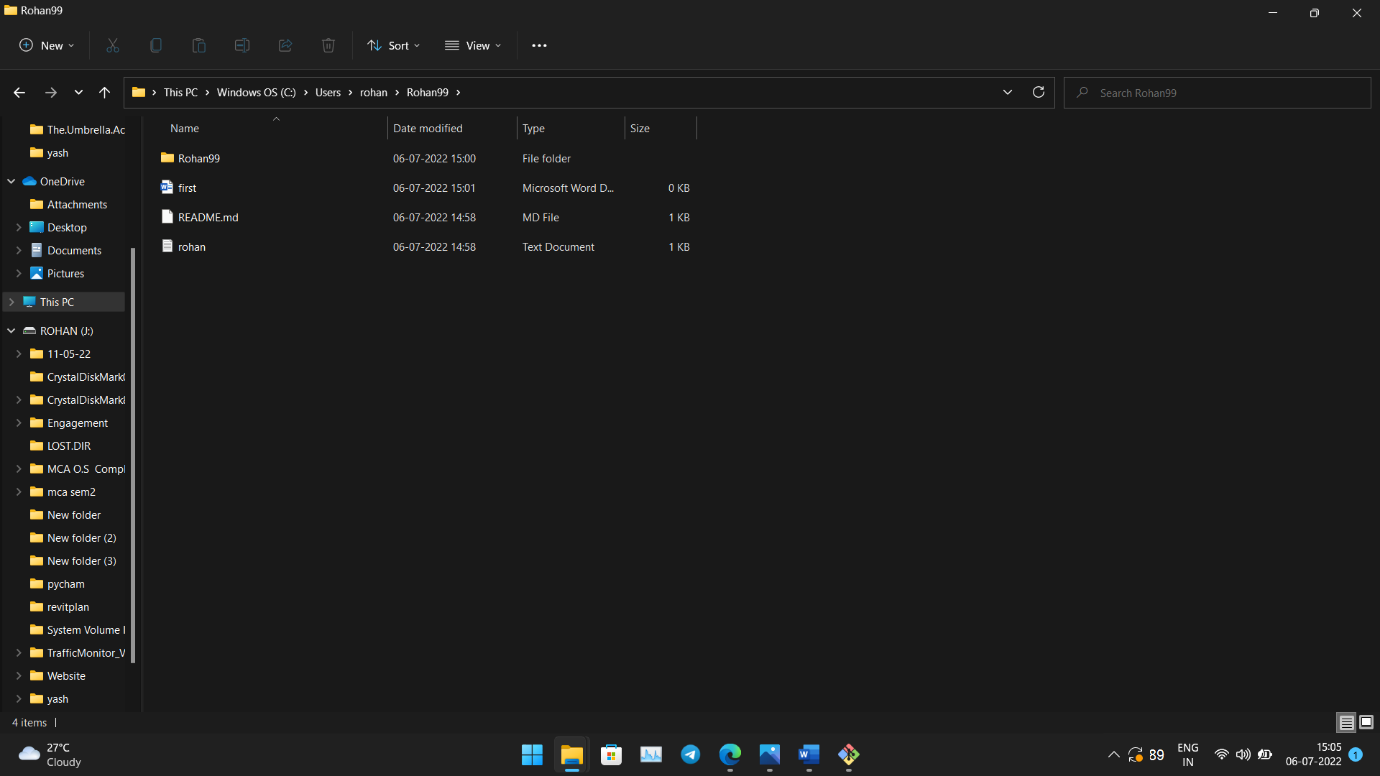 Rohan99
New
Sort
View
This PC
Windows OS (C:)
Users
rohan
Rohan99
Search Rohan99
Name
Date modified
Type
Size
Rohan99 06-07-2022 15:00 File folder
first 06-07-2022 15:01 Microsoft Word D... 0 KB
README.md 06-07-2022 14:58 MD File 1 KB
rohan 06-07-2022 14:58 Text Document 1 KB
The.Umbrella.Ac
yash
OneDrive
Attachments
Desktop
Documents
Pictures
This PC
ROHAN (J:)
11-05-22
CrystalDiskMark
CrystalDiskMark
Engagement
LOST.DIR
MCA O.S Compl
mca sem2
New folder
New folder (2)
New folder (3)
pycham
revitplan
System Volume I
TrafficMonitor_V
Website
yash
4 items
27°C
Cloudy
89
ENG
IN
15:05
06-07-2022
1